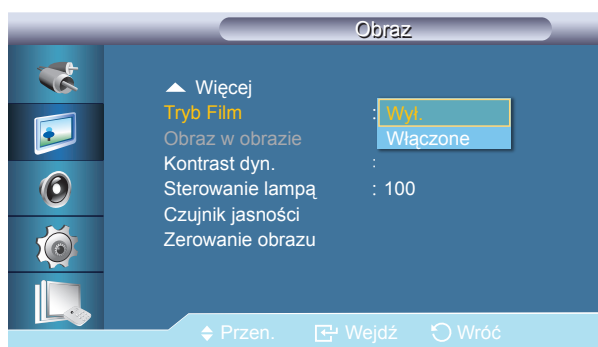 Obraz
Więcej
Tryb Film : Wył.
Włączone
Obraz w obrazie
Kontrast dyn. :
Sterowanie lampą : 100
Czujnik jasności
Zerowanie obrazu
Przen. Wejdź Wróć